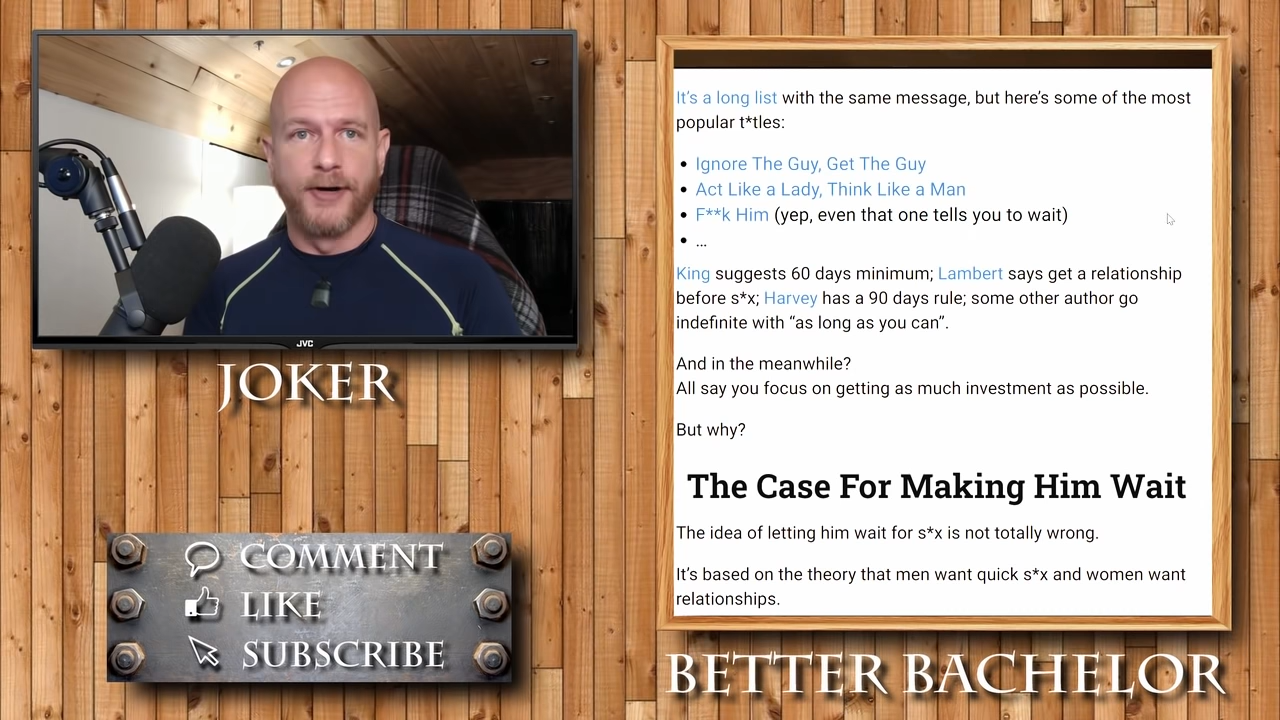 JVC
JOKER
COMMENT
LIKE
SUBSCRIBE
It's a long list with the same message, but here's some of the most
popular t*tles:
• Ignore The Guy, Get The Guy
• Act Like a Lady, Think Like a Man
• F**k Him (yep, even that one tells you to wait)
• ...
King suggests 60 days minimum; Lambert says get a relationship
before s*x; Harvey has a 90 days rule; some other author go
indefinite with “as long as you can”.
And in the meanwhile?
All say you focus on getting as much investment as possible.
But why?
The Case For Making Him Wait
The idea of letting him wait for s*x is not totally wrong.
It's based on the theory that men want quick s*x and women want
relationships.
BETTER BACHELOR